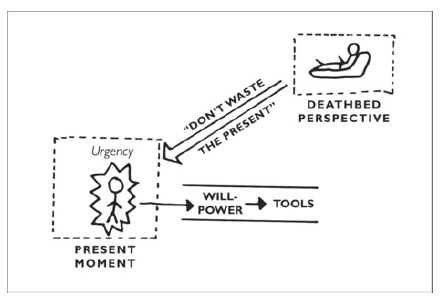 "DON'T WASTE
THE PRESENT"
DEATHBED
PERSPECTIVE
Urgency
WILL-
POWER
TOOLS
PRESENT
MOMENT